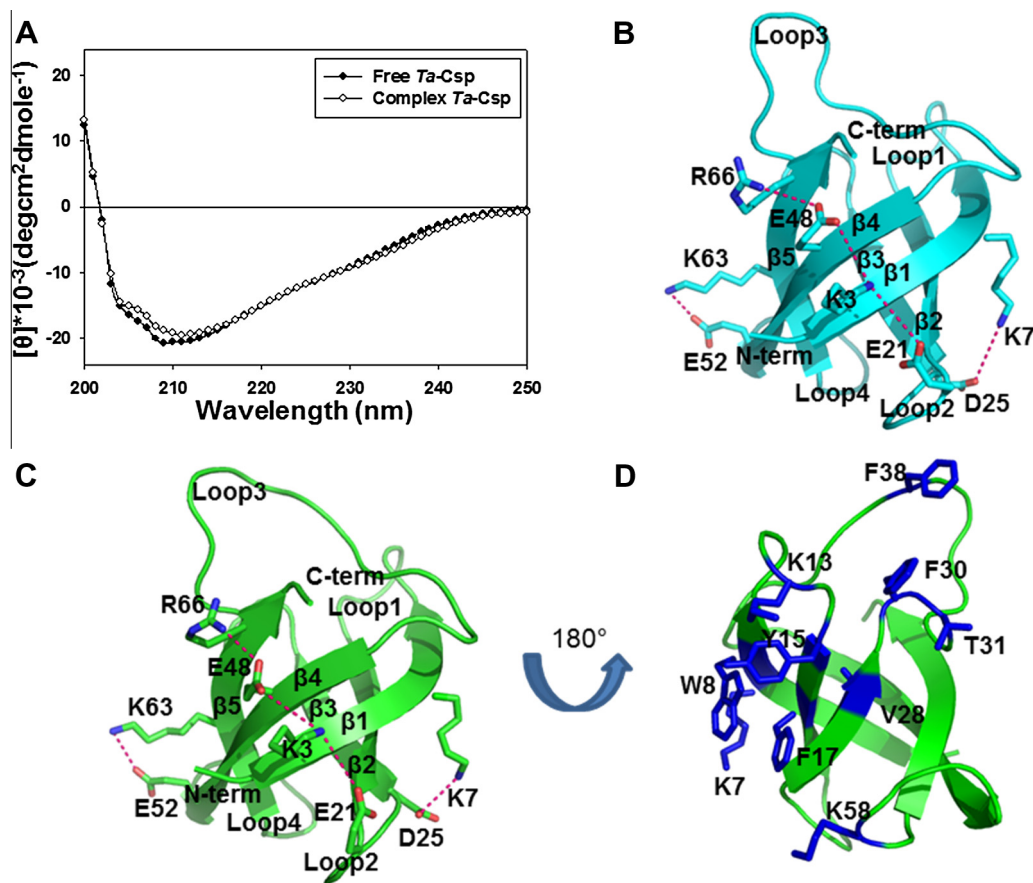 A
[θ]*10⁻³(degcm²dmole⁻¹)
20
10
0
-10
-20
200
210
220
230
240
250
Wavelength (nm)
Free Ta-Csp
Complex Ta-Csp
B
Loop3
C-term
Loop1
R66
E48
β4
β3
β1
β5
K63
K3
β2
K7
E52
N-term
E21
Loop4
Loop2
D25
C
Loop3
C-term
Loop1
R66
E48
β4
β5
β3
β1
K63
K3
β2
K7
E52
N-term
Loop4
E21
D25
Loop2
180°
D
F38
K13
F30
Y15
T31
W8
V28
F17
K7
K58